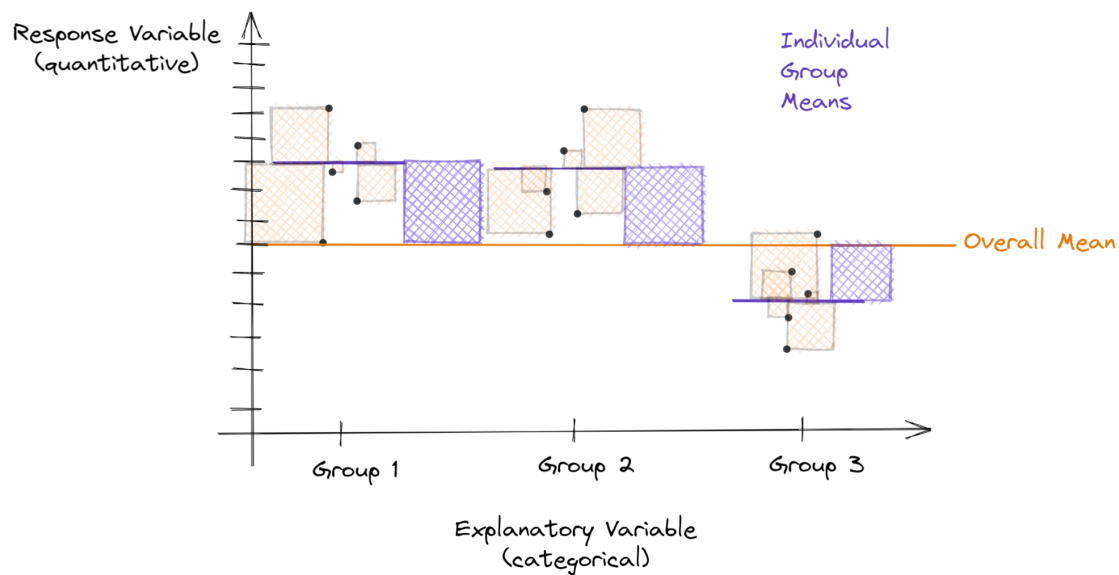 Response Variable
(quantitative)
Individual
Group
Means
Overall Mean
Group 1
Group 2
Group 3
Explanatory Variable
(categorical)